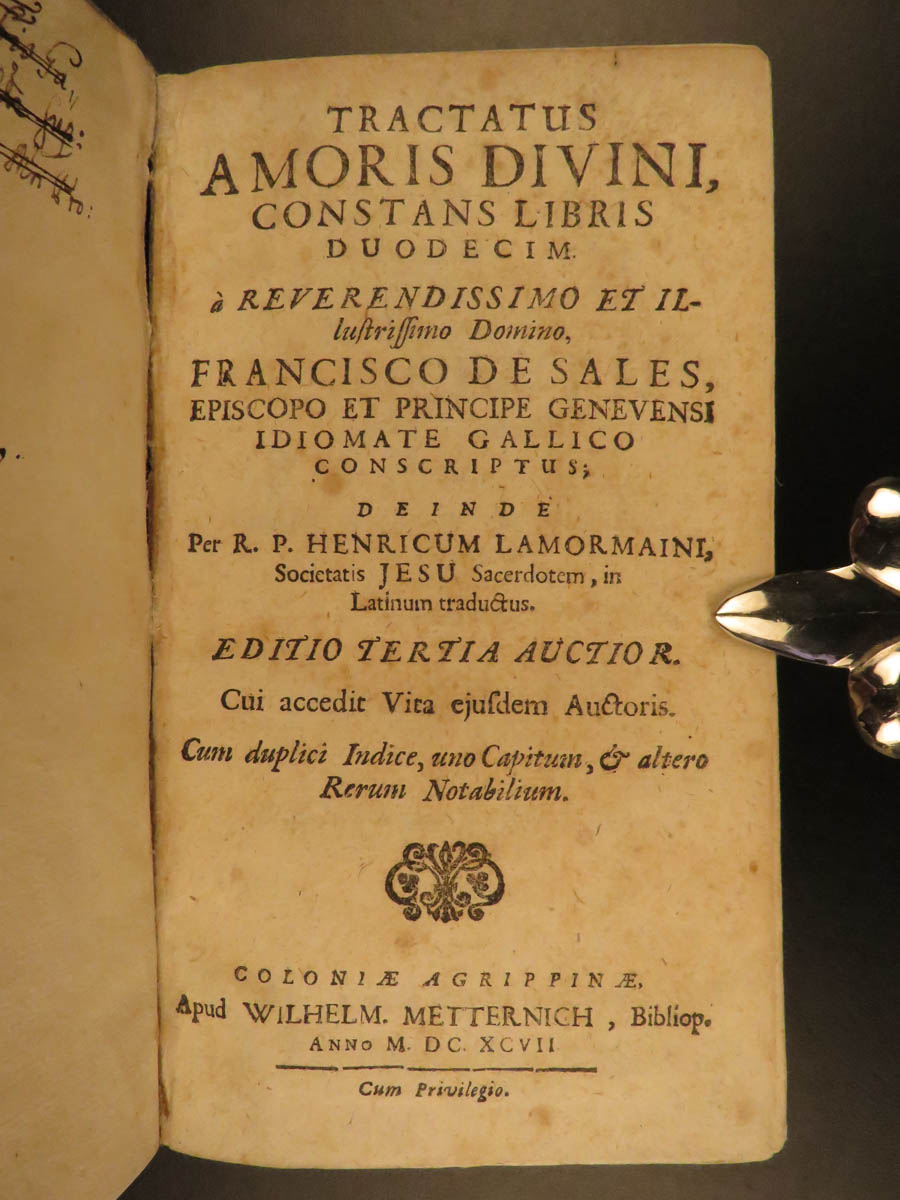 TRACTATUS
AMORIS DIVINI,
CONSTANS LIBRIS
DUODECIM.
à REVERENDISSIMO ET IL-
luſtriſſimo Domino,
FRANCISCO DE SALES,
EPISCOPO ET PRINCIPE GENEVENSI
IDIOMATE GALLICO
CONSCRIPTUS;
DEINDE
Per R. P. HENRICUM LAMORMAINI,
Societatis JESU Sacerdotem, in
Latinum traductus.
EDITIO TERTIA AUCTIOR.
Cui accedit Vita ejuſdem Auctoris.
Cum duplici Indice, uno Capitum, & altero
Rerum Notabilium.
COLONIÆ AGRIPPINÆ,
Apud WILHELM. METTERNICH, Bibliop.
ANNO M. DC. XCVII
Cum Privilegio.